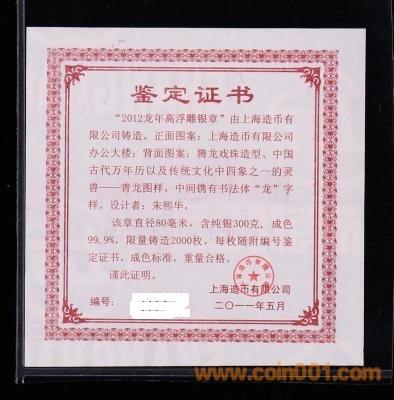 鉴定证书
“2012龙年高浮雕银章”由上海造币有
限公司铸造。正面图案：上海造币有限公司
办公大楼；背面图案：腾龙戏珠造型、中国
古代万年历以及传统文化中四象之一的灵
兽——青龙图样，中间镌有书法体“龙”字
样。设计者：朱熙华。
该章直径80毫米，含纯银300克，成色
99.9%，限量铸造2000枚，每枚随附编号鉴
定证书，成色标准，重量合格。
谨此证明。
上海造币有限公司
编号：
二〇一一年五月
www.coin001.com